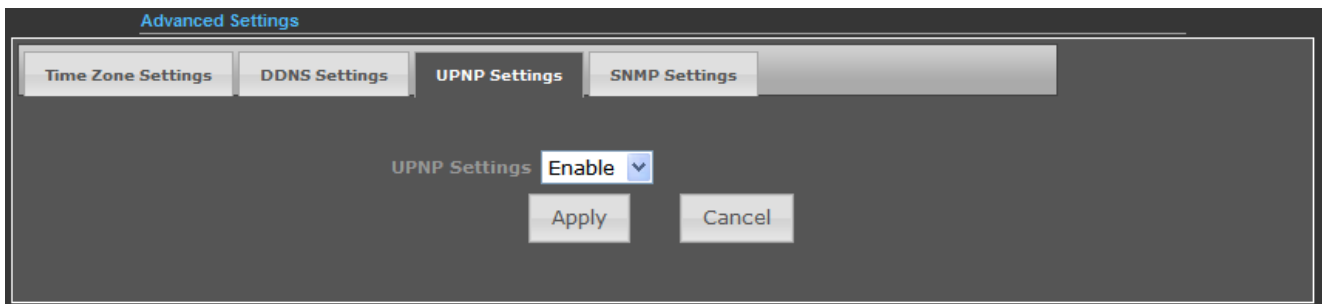 Advanced Settings
Time Zone Settings DDNS Settings UPNP Settings SNMP Settings
UPNP Settings Enable
Apply Cancel